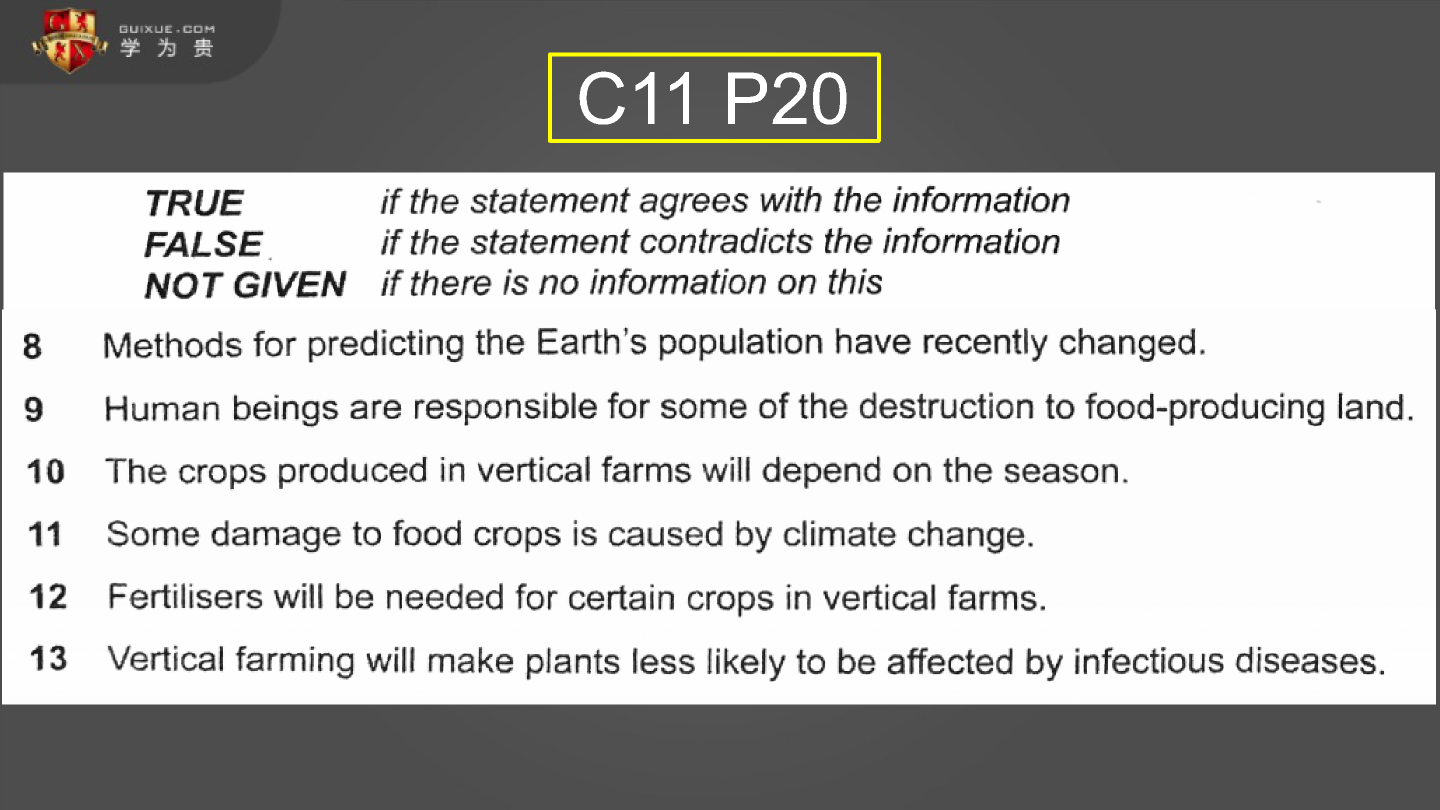 GUIXUE.COM
学为贵
C11 P20
TRUE if the statement agrees with the information
FALSE if the statement contradicts the information
NOT GIVEN if there is no information on this
8 Methods for predicting the Earth's population have recently changed.
9 Human beings are responsible for some of the destruction to food-producing land.
10 The crops produced in vertical farms will depend on the season.
11 Some damage to food crops is caused by climate change.
12 Fertilisers will be needed for certain crops in vertical farms.
13 Vertical farming will make plants less likely to be affected by infectious diseases.